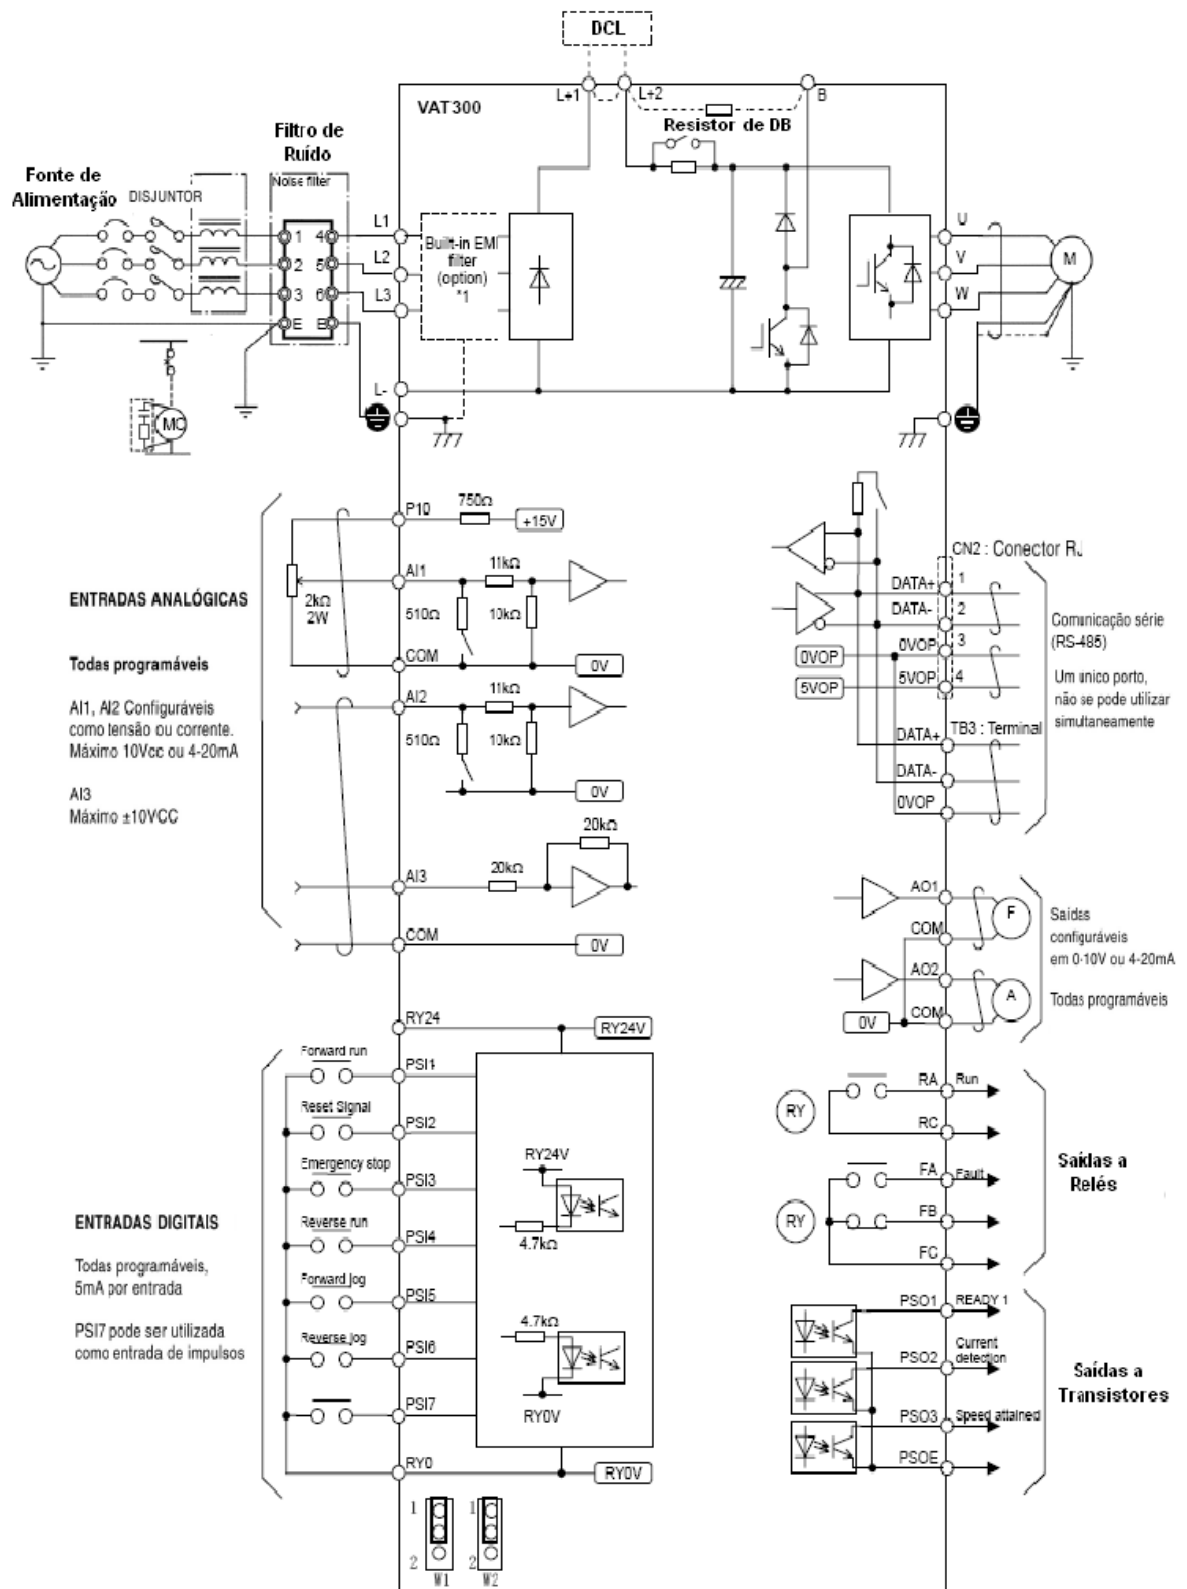 DCL
VAT300
L+1
L+2
B
Resistor de DB
Filtro de
Ruído
Noise filter
Fonte de
Alimentação
DISJUNTOR
1 4
2 5
3 6
E E
L1
L2
L3
L-
Built-in EMI
filter
(option)
*1
U
V
W
M
MC
P10
750Ω
+15V
AI1
11kΩ
2kΩ
2W
510Ω
10kΩ
COM
0V
AI2
11kΩ
510Ω
10kΩ
0V
20kΩ
AI3
20kΩ
COM
0V
ENTRADAS ANALÓGICAS
Todas programáveis
AI1, AI2 Configuráveis
como tensão ou corrente.
Máximo 10Vcc ou 4-20mA
AI3
Máximo ±10VCC
CN2 : Conector RJ
DATA+ 1
DATA- 2
0VOP 0VOP 3
5VOP 5VOP 4
TB3 : Terminal
DATA+
DATA-
0VOP
Comunicação série
(RS-485)
Um unico porto,
não se pode utilizar
simultaneamente
AO1
F
COM
AO2
A
COM
0V
Saídas
configuráveis
em 0-10V ou 4-20mA
Todas programáveis
RY24
RY24V
Forward run
PSI1
Reset Signal
PSI2
Emergency stop
PSI3
Reverse run
PSI4
Forward jog
PSI5
Reverse jog
PSI6
PSI7
RY0
RY0V
RY24V
4.7kΩ
4.7kΩ
RY0V
ENTRADAS DIGITAIS
Todas programáveis,
5mA por entrada
PSI7 pode ser utilizada
como entrada de impulsos
RY
RA Run
RC
RY
FA Fault
FB
FC
Saídas a
Relés
PSO1 READY 1
PSO2 Current
detection
PSO3 Speed attained
PSOE
Saídas a
Transistores
1
2
W1
1
2
W2